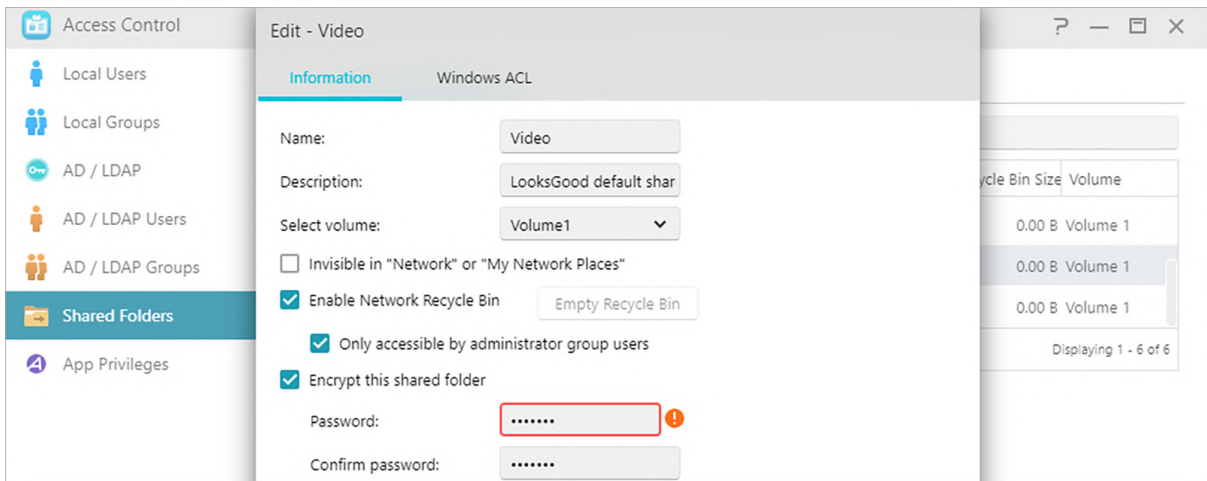 Access Control
Local Users
Local Groups
AD / LDAP
AD / LDAP Users
AD / LDAP Groups
Shared Folders
App Privileges
Edit - Video
Information Windows ACL
Name: Video
Description: LooksGood default shar
Select volume: Volume1
Invisible in "Network" or "My Network Places"
Enable Network Recycle Bin Empty Recycle Bin
Only accessible by administrator group users
Encrypt this shared folder
Password: •••••••
Confirm password: •••••••
ycle Bin Size Volume
0.00 B Volume 1
0.00 B Volume 1
0.00 B Volume 1
Displaying 1 - 6 of 6